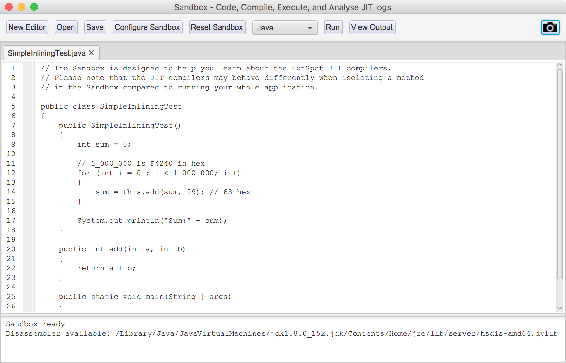 Sandbox - Code, Compile, Execute, and Analyse JIT logs
New Editor Open Save Configure Sandbox Reset Sandbox Java Run View Output
SimpleInliningTest.java ✕
1 // The Sandbox is designed to help you learn about the HotSpot JIT compilers.
2 // Please note that the JIT compilers may behave differently when isolating a method
3 // in the Sandbox compared to running your whole application.
4
5 public class SimpleInliningTest
6 {
7 public SimpleInliningTest()
8 {
9 int sum = 0;
10
11 // 1_000_000 is F4240 in hex
12 for (int i = 0 ; i < 1_000_000; i++)
13 {
14 sum = this.add(sum, 99); // 63 hex
15 }
16
17 System.out.println("Sum:" + sum);
18 }
19
20 public int add(int a, int b)
21 {
22 return a + b;
23 }
24
25 public static void main(String[] args)
26 {
Sandbox ready
Disassembler available: /Library/Java/JavaVirtualMachines/jdk1.8.0_152.jdk/Contents/Home/jre/lib/server/hsdis-amd64.dylib